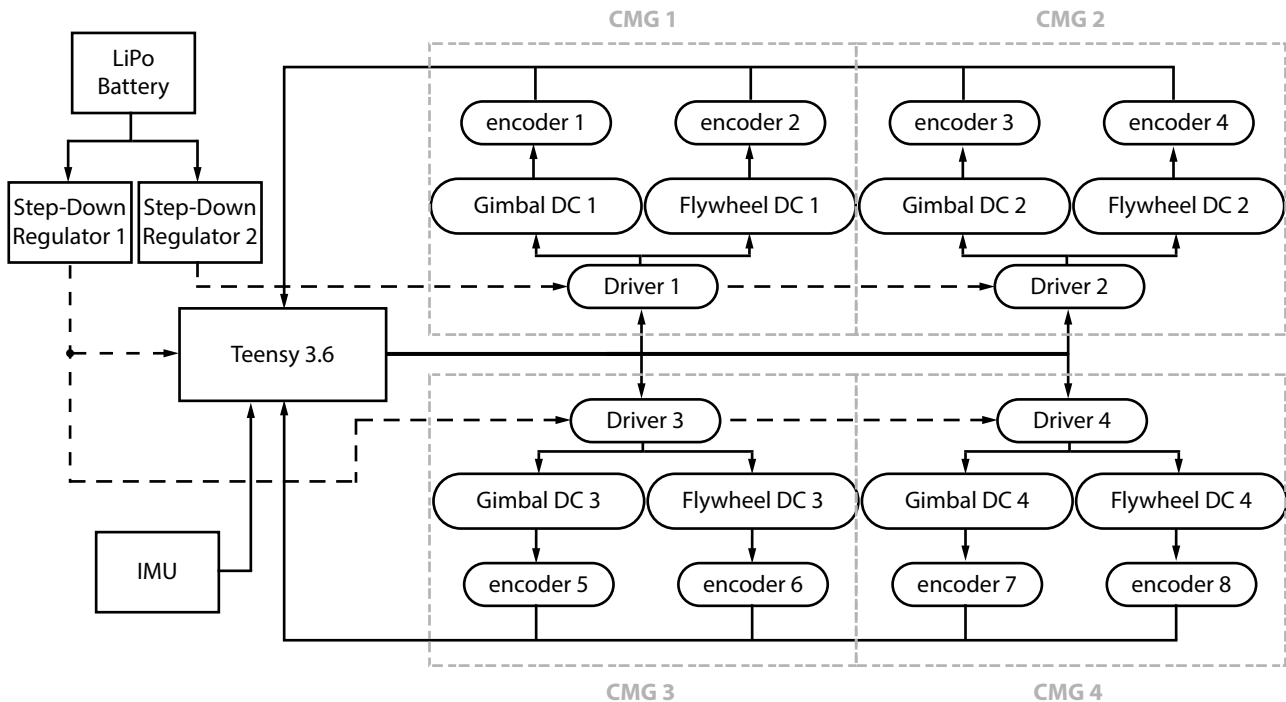 CMG 1
CMG 2
LiPo
Battery
encoder 1
encoder 2
encoder 3
encoder 4
Step-Down
Regulator 1
Step-Down
Regulator 2
Gimbal DC 1
Flywheel DC 1
Gimbal DC 2
Flywheel DC 2
Driver 1
Driver 2
Teensy 3.6
Driver 3
Driver 4
Gimbal DC 3
Flywheel DC 3
Gimbal DC 4
Flywheel DC 4
IMU
encoder 5
encoder 6
encoder 7
encoder 8
CMG 3
CMG 4